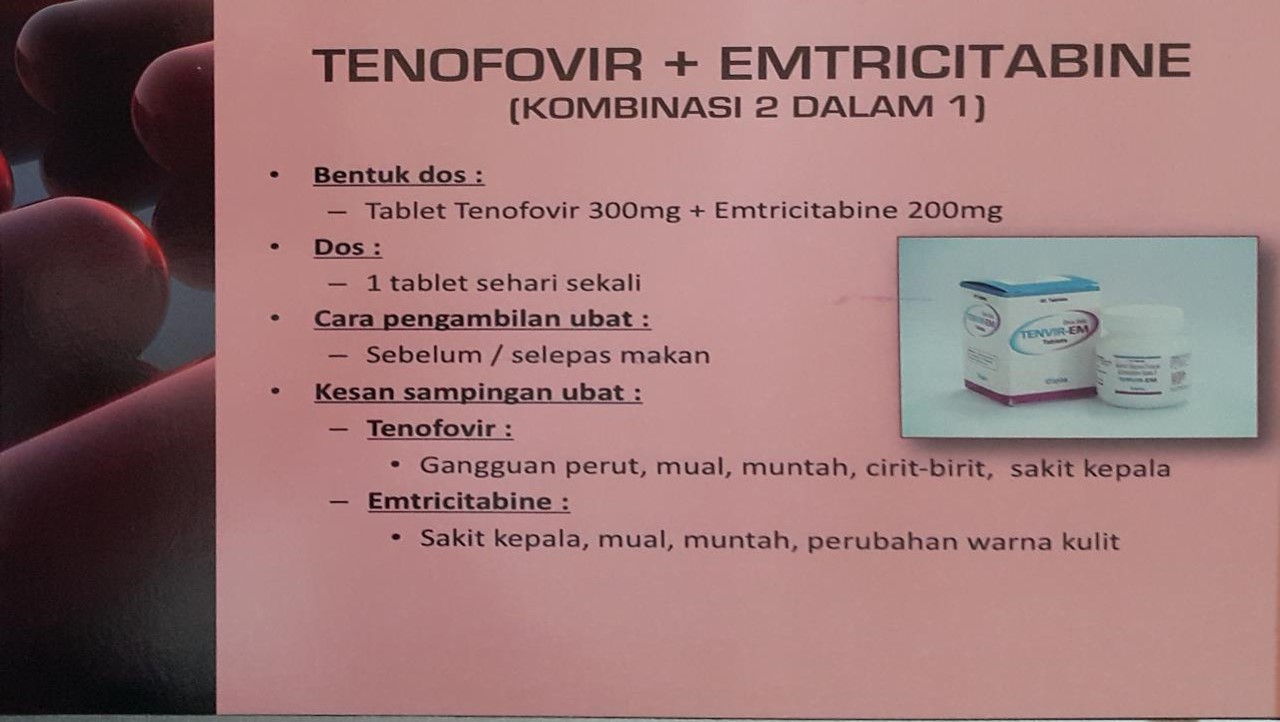 TENOFOVIR + EMTRICITABINE
(KOMBINASI 2 DALAM 1)
• Bentuk dos :
– Tablet Tenofovir 300mg + Emtricitabine 200mg
• Dos :
– 1 tablet sehari sekali
• Cara pengambilan ubat :
– Sebelum / selepas makan
• Kesan sampingan ubat :
– Tenofovir :
• Gangguan perut, mual, muntah, cirit-birit, sakit kepala
– Emtricitabine :
• Sakit kepala, mual, muntah, perubahan warna kulit
TENVIR-EM
Tablets
TENVIR-EM